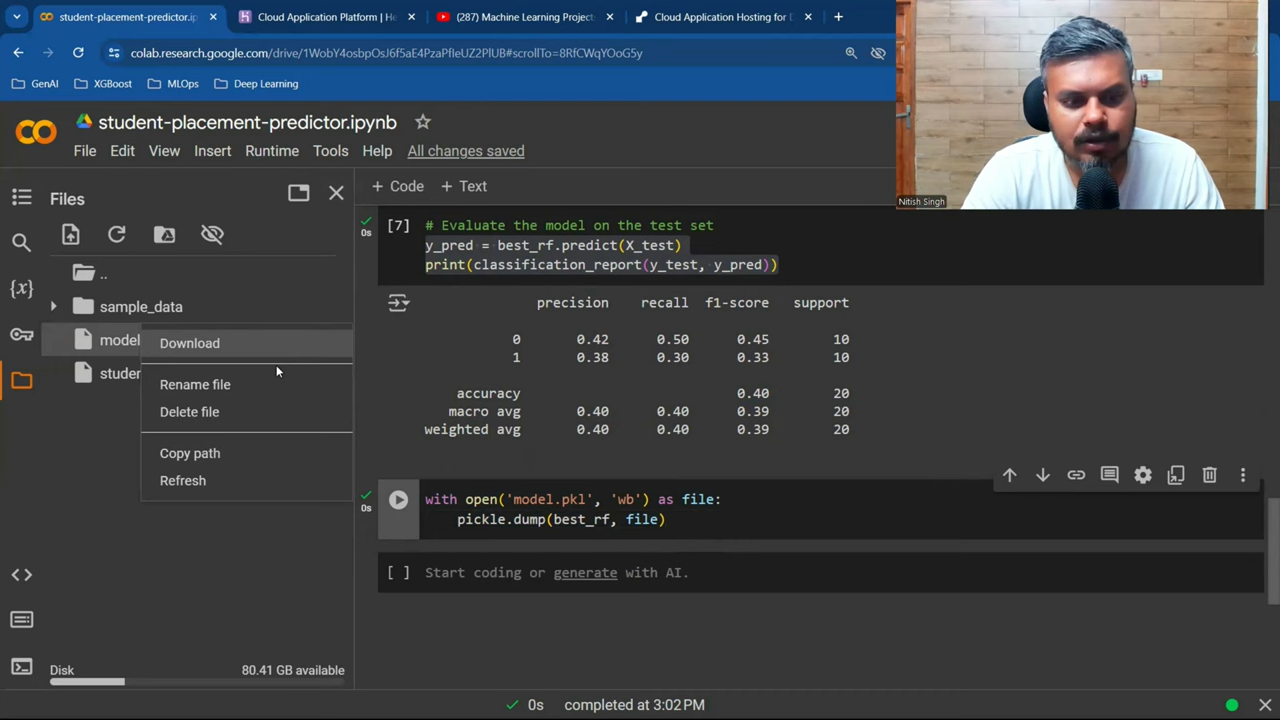 student-placement-predictor.ip
Cloud Application Platform | He
(287) Machine Learning Project
Cloud Application Hosting for D
colab.research.google.com/drive/1WobY4osbpOsJ6f5aE4PzaPfleUZ2PlUB#scrollTo=8RfCWqYOoG5y
GenAI
XGBoost
MLOps
Deep Learning
student-placement-predictor.ipynb
File Edit View Insert Runtime Tools Help All changes saved
Files
+ Code + Text
Nitish Singh
..
sample_data
model
studen
Download
Rename file
Delete file
Copy path
Refresh
[7] # Evaluate the model on the test set
0s y_pred = best_rf.predict(X_test)
print(classification_report(y_test, y_pred))
precision recall f1-score support
0 0.42 0.50 0.45 10
1 0.38 0.30 0.33 10
accuracy 0.40 20
macro avg 0.40 0.40 0.39 20
weighted avg 0.40 0.40 0.39 20
with open('model.pkl', 'wb') as file:
0s pickle.dump(best_rf, file)
[ ] Start coding or generate with AI.
Disk 80.41 GB available
0s completed at 3:02 PM